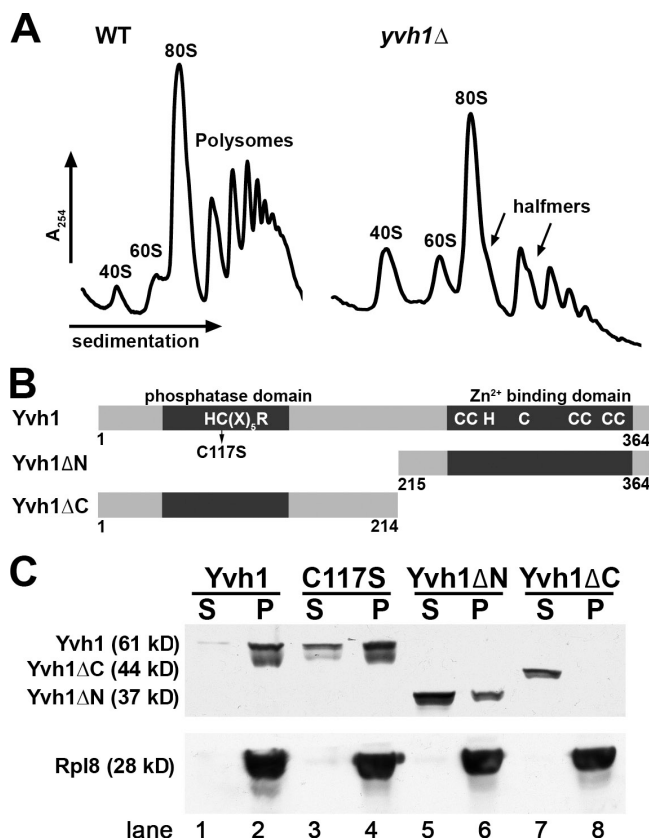 A
WT
yvh1Δ
80S
80S
Polysomes
halfmers
A254
40S
60S
40S
60S
sedimentation
B
phosphatase domain
Zn2+ binding domain
Yvh1
HC(X)5R
CC H C CC CC
1
364
C117S
Yvh1ΔN
215
364
Yvh1ΔC
1
214
C
Yvh1 C117S Yvh1ΔN Yvh1ΔC
S P S P S P S P
Yvh1 (61 kD)
Yvh1ΔC (44 kD)
Yvh1ΔN (37 kD)
Rpl8 (28 kD)
lane 1 2 3 4 5 6 7 8